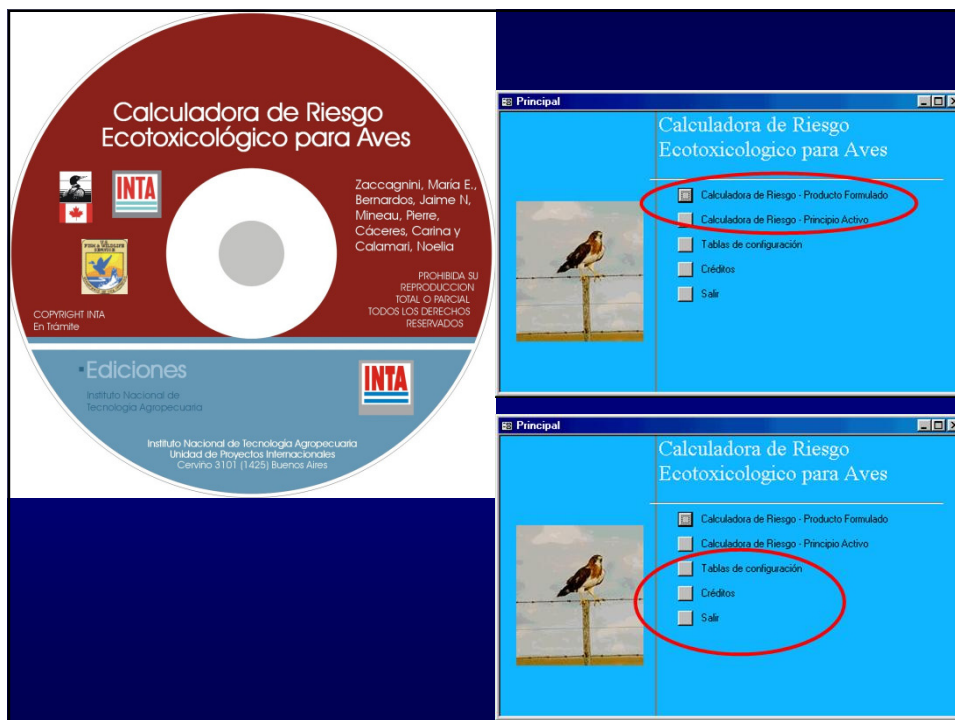 Calculadora de Riesgo
Ecotoxicológico para Aves
INTA
Zaccagnini, María E.,
Bernardos, Jaime N,
Mineau, Pierre,
Cáceres, Carina y
Calamari, Noelia
U.S.
FISH & WILDLIFE
SERVICE
PROHIBIDA SU
REPRODUCCION
TOTAL O PARCIAL
TODOS LOS DERECHOS
RESERVADOS
COPYRIGHT INTA
En Trámite
Ediciones
Instituto Nacional de
Tecnología Agropecuaria
INTA
Instituto Nacional de Tecnología Agropecuaria
Unidad de Proyectos Internacionales
Cerviño 3101 (1425) Buenos Aires
Principal
Calculadora de Riesgo
Ecotoxicologico para Aves
Calculadora de Riesgo - Producto Formulado
Calculadora de Riesgo - Principio Activo
Tablas de configuración
Créditos
Salir
Principal
Calculadora de Riesgo
Ecotoxicologico para Aves
Calculadora de Riesgo - Producto Formulado
Calculadora de Riesgo - Principio Activo
Tablas de configuración
Créditos
Salir